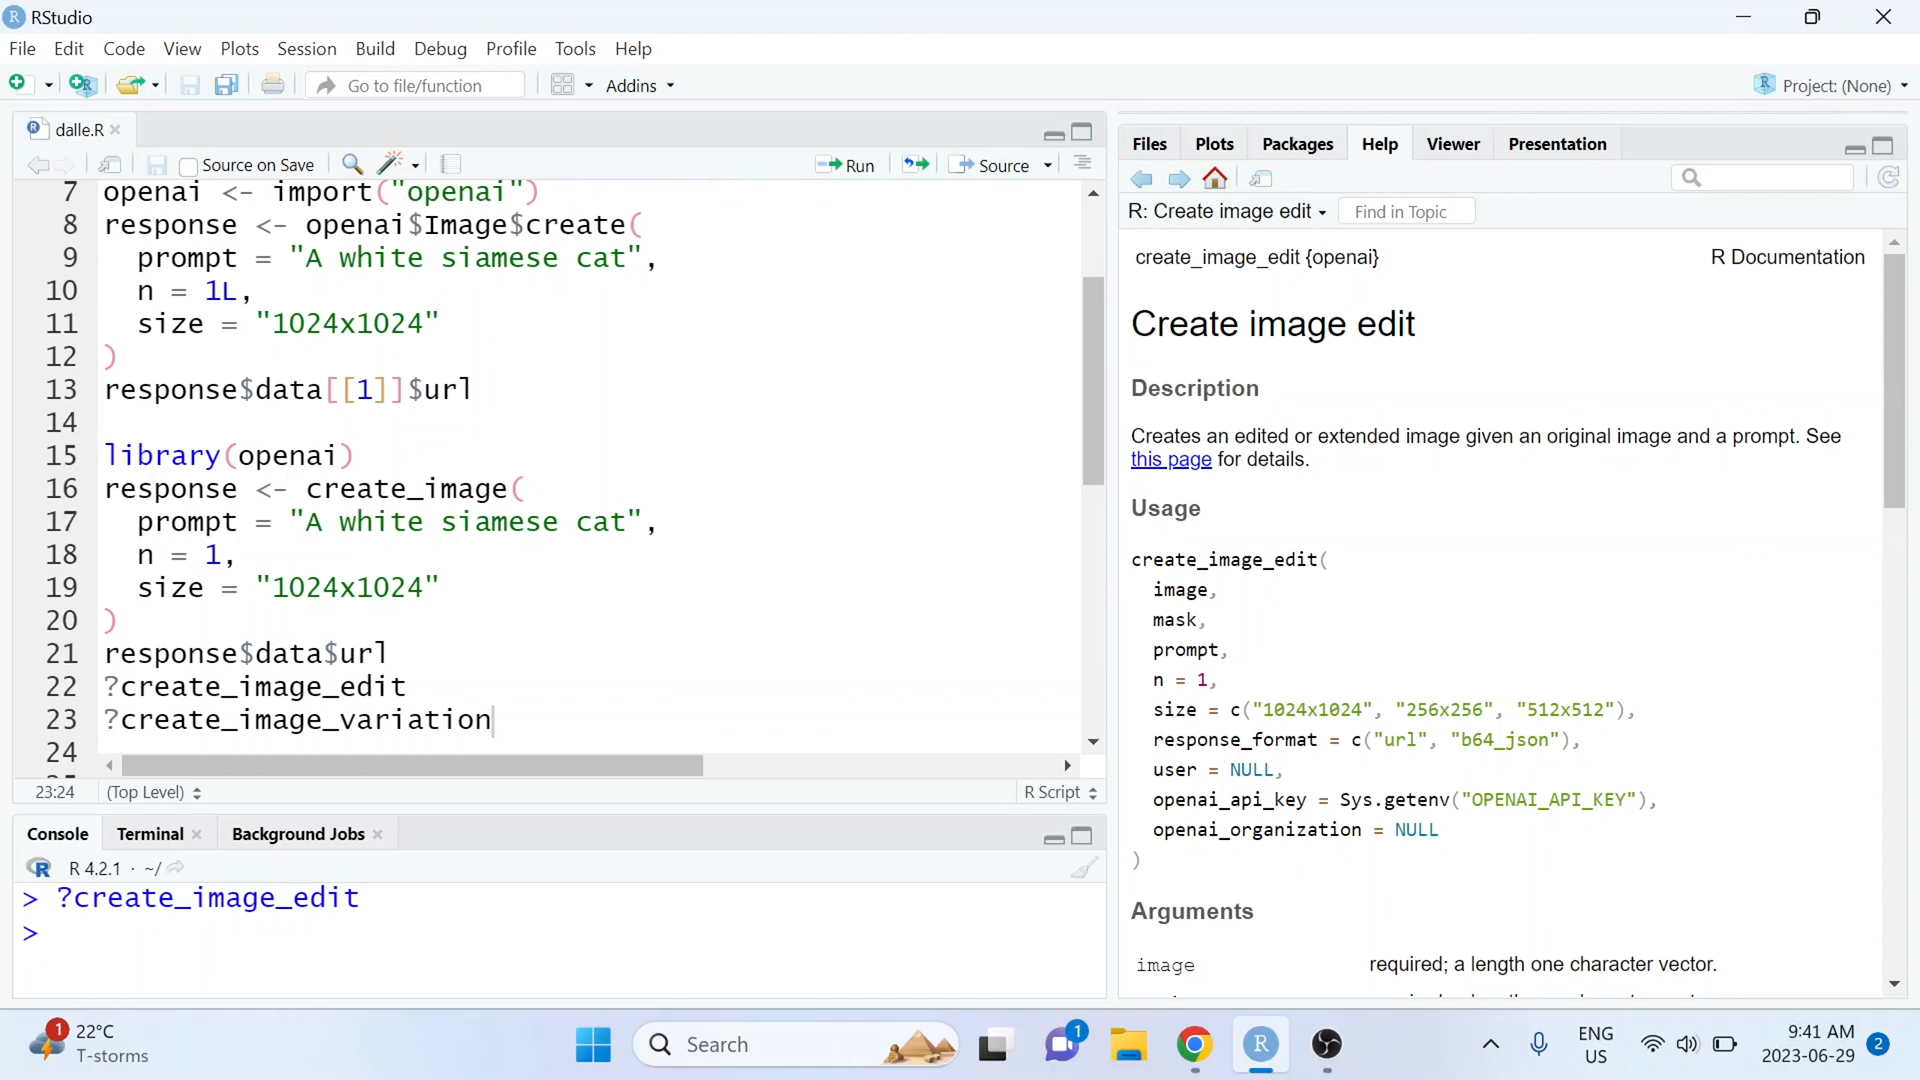 RStudio
File Edit Code View Plots Session Build Debug Profile Tools Help
Go to file/function Addins Project: (None)
dalle.R
Source on Save Run Source
7 openai <- import("openai")
8 response <- openai$Image$create(
9 prompt = "A white siamese cat",
10 n = 1L,
11 size = "1024x1024"
12 )
13 response$data[[1]]$url
14
15 library(openai)
16 response <- create_image(
17 prompt = "A white siamese cat",
18 n = 1,
19 size = "1024x1024"
20 )
21 response$data$url
22 ?create_image_edit
23 ?create_image_variation
24
23:24 (Top Level) R Script
Console Terminal Background Jobs
R 4.2.1 · ~/
> ?create_image_edit
>
Files Plots Packages Help Viewer Presentation
R: Create image edit Find in Topic
create_image_edit {openai} R Documentation
Create image edit
Description
Creates an edited or extended image given an original image and a prompt. See
this page for details.
Usage
create_image_edit(
image,
mask,
prompt,
n = 1,
size = c("1024x1024", "256x256", "512x512"),
response_format = c("url", "b64_json"),
user = NULL,
openai_api_key = Sys.getenv("OPENAI_API_KEY"),
openai_organization = NULL
)
Arguments
image required; a length one character vector.
1 22°C
T-storms
Search
1
ENG
US
9:41 AM
2023-06-29
2